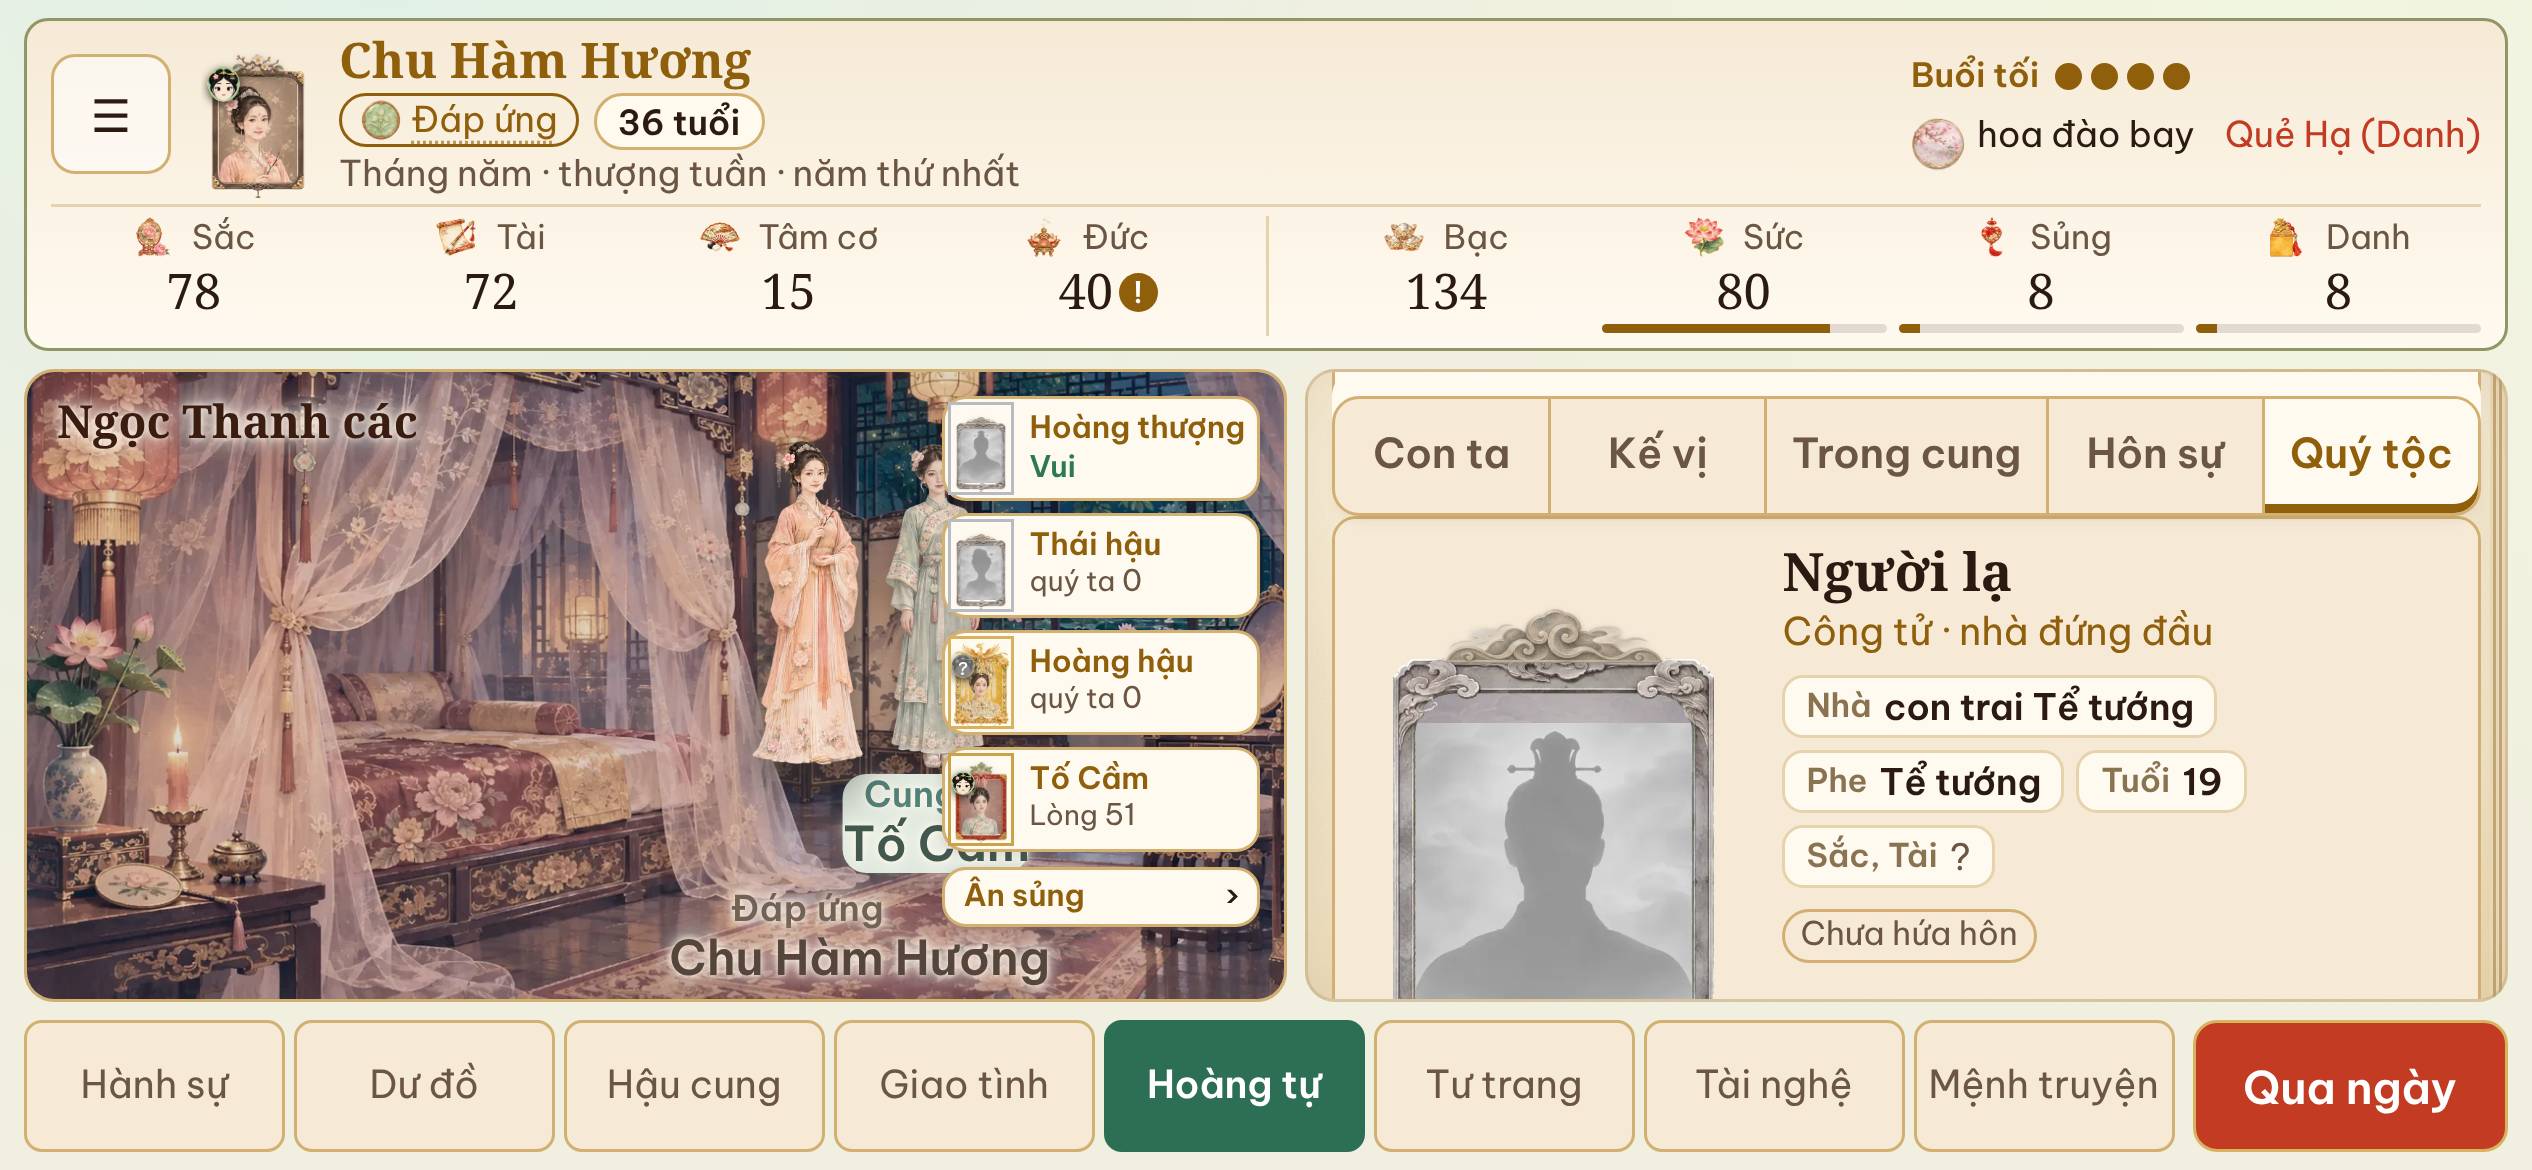 ☰
Chu Hàm Hương
Đáp ứng
36 tuổi
Tháng năm · thượng tuần · năm thứ nhất
Buổi tối
hoa đào bay Quẻ Hạ (Danh)
Sắc
78
Tài
72
Tâm cơ
15
Đức
40 !
Bạc
134
Sức
80
Sủng
8
Danh
8
Ngọc Thanh các
Hoàng thượng
Vui
Thái hậu
quý ta 0
?
Hoàng hậu
quý ta 0
Tố Cầm
Lòng 51
Ân sủng ›
Cung
Tố Cầm
Đáp ứng
Chu Hàm Hương
Con ta
Kế vị
Trong cung
Hôn sự
Quý tộc
Người lạ
Công tử · nhà đứng đầu
Nhà con trai Tể tướng
Phe Tể tướng
Tuổi 19
Sắc, Tài ?
Chưa hứa hôn
Hành sự
Dư đồ
Hậu cung
Giao tình
Hoàng tự
Tư trang
Tài nghệ
Mệnh truyện
Qua ngày